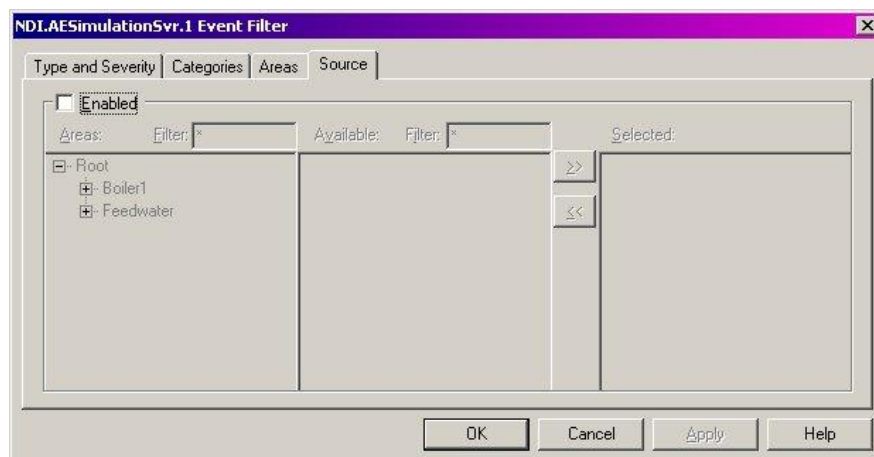 NDI.AESimulationSvr.1 Event Filter
Type and Severity Categories Areas Source
Enabled
Areas: Filter: * Available: Filter: * Selected:
Root
>>
Boiler1
Feedwater
<<
OK Cancel Apply Help